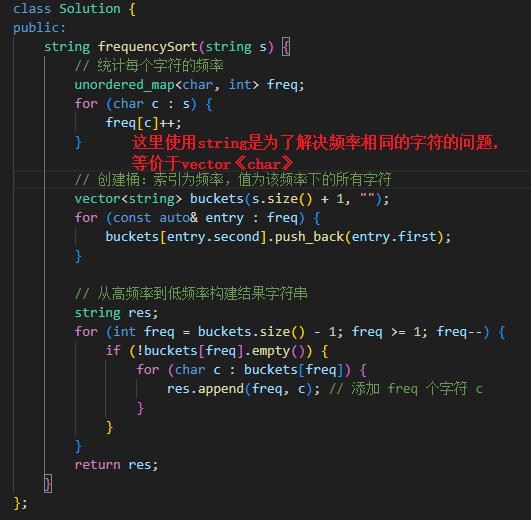 class Solution {
public:
    string frequencySort(string s) {
        // 统计每个字符的频率
        unordered_map<char, int> freq;
        for (char c : s) {
            freq[c]++;
        }
这里使用string是为了解决频率相同的字符的问题，
等价于vector《char》
        // 创建桶：索引为频率，值为该频率下的所有字符
        vector<string> buckets(s.size() + 1, "");
        for (const auto& entry : freq) {
            buckets[entry.second].push_back(entry.first);
        }
        // 从高频率到低频率构建结果字符串
        string res;
        for (int freq = buckets.size() - 1; freq >= 1; freq--) {
            if (!buckets[freq].empty()) {
                for (char c : buckets[freq]) {
                    res.append(freq, c); // 添加 freq 个字符 c
                }
            }
        }
        return res;
    }
};